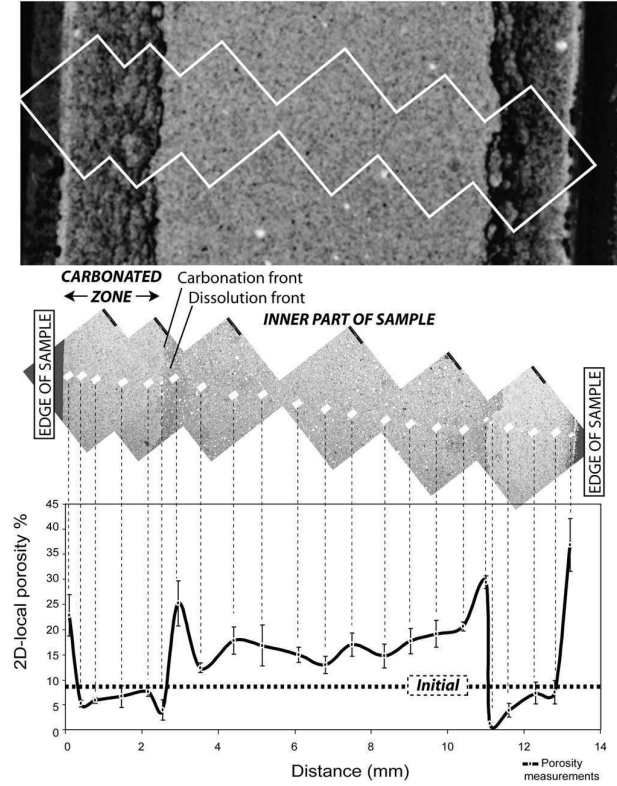 CARBONATED
ZONE
Carbonation front
Dissolution front
INNER PART OF SAMPLE
EDGE OF SAMPLE
EDGE OF SAMPLE
2D-local porosity %
45
40
35
30
25
20
15
10
5
0
Initial
0 2 4 6 8 10 12 14
Distance (mm)
Porosity
measurements